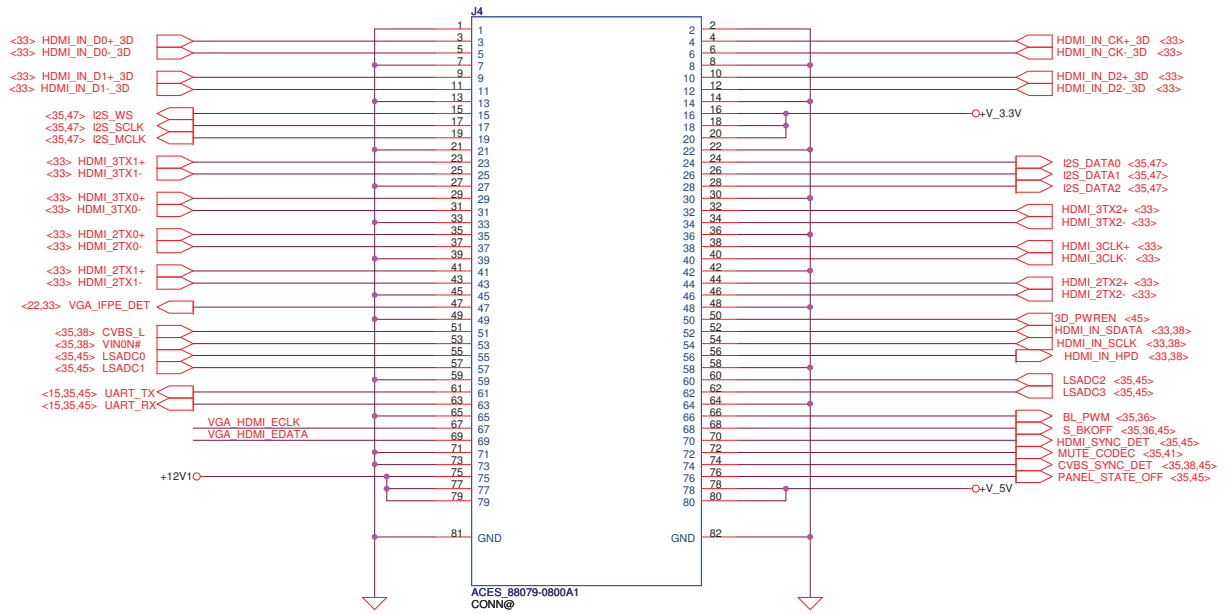 J4
1 1 2 2
<33> HDMI_IN_D0+_3D 3 3 4 4 HDMI_IN_CK+_3D <33>
<33> HDMI_IN_D0-_3D 5 5 6 6 HDMI_IN_CK-_3D <33>
7 7 8 8
<33> HDMI_IN_D1+_3D 9 9 10 10 HDMI_IN_D2+_3D <33>
<33> HDMI_IN_D1-_3D 11 11 12 12 HDMI_IN_D2-_3D <33>
13 13 14 14
<35,47> I2S_WS 15 15 16 16 +V_3.3V
<35,47> I2S_SCLK 17 17 18 18
<35,47> I2S_MCLK 19 19 20 20
21 21 22 22
<33> HDMI_3TX1+ 23 23 24 24 I2S_DATA0 <35,47>
<33> HDMI_3TX1- 25 25 26 26 I2S_DATA1 <35,47>
27 27 28 28 I2S_DATA2 <35,47>
<33> HDMI_3TX0+ 29 29 30 30
<33> HDMI_3TX0- 31 31 32 32 HDMI_3TX2+ <33>
33 33 34 34 HDMI_3TX2- <33>
<33> HDMI_2TX0+ 35 35 36 36
<33> HDMI_2TX0- 37 37 38 38 HDMI_3CLK+ <33>
39 39 40 40 HDMI_3CLK- <33>
<33> HDMI_2TX1+ 41 41 42 42
<33> HDMI_2TX1- 43 43 44 44 HDMI_2TX2+ <33>
45 45 46 46 HDMI_2TX2- <33>
<22,33> VGA_IFPE_DET 47 47 48 48
49 49 50 50 3D_PWREN <45>
<35,38> CVBS_L 51 51 52 52 HDMI_IN_SDATA <33,38>
<35,38> VIN0N# 53 53 54 54 HDMI_IN_SCLK <33,38>
<35,45> LSADC0 55 55 56 56 HDMI_IN_HPD <33,38>
<35,45> LSADC1 57 57 58 58
59 59 60 60 LSADC2 <35,45>
<15,35,45> UART_TX 61 61 62 62 LSADC3 <35,45>
<15,35,45> UART_RX 63 63 64 64
65 65 66 66 BL_PWM <35,36>
VGA_HDMI_ECLK 67 67 68 68 S_BKOFF <35,36,45>
VGA_HDMI_EDATA 69 69 70 70 HDMI_SYNC_DET <35,45>
71 71 72 72 MUTE_CODEC <35,41>
73 73 74 74 CVBS_SYNC_DET <35,38,45>
+12V1 75 75 76 76 PANEL_STATE_OFF <35,45>
77 77 78 78 +V_5V
79 79 80 80
81 GND GND 82
ACES_88079-0800A1
CONN@